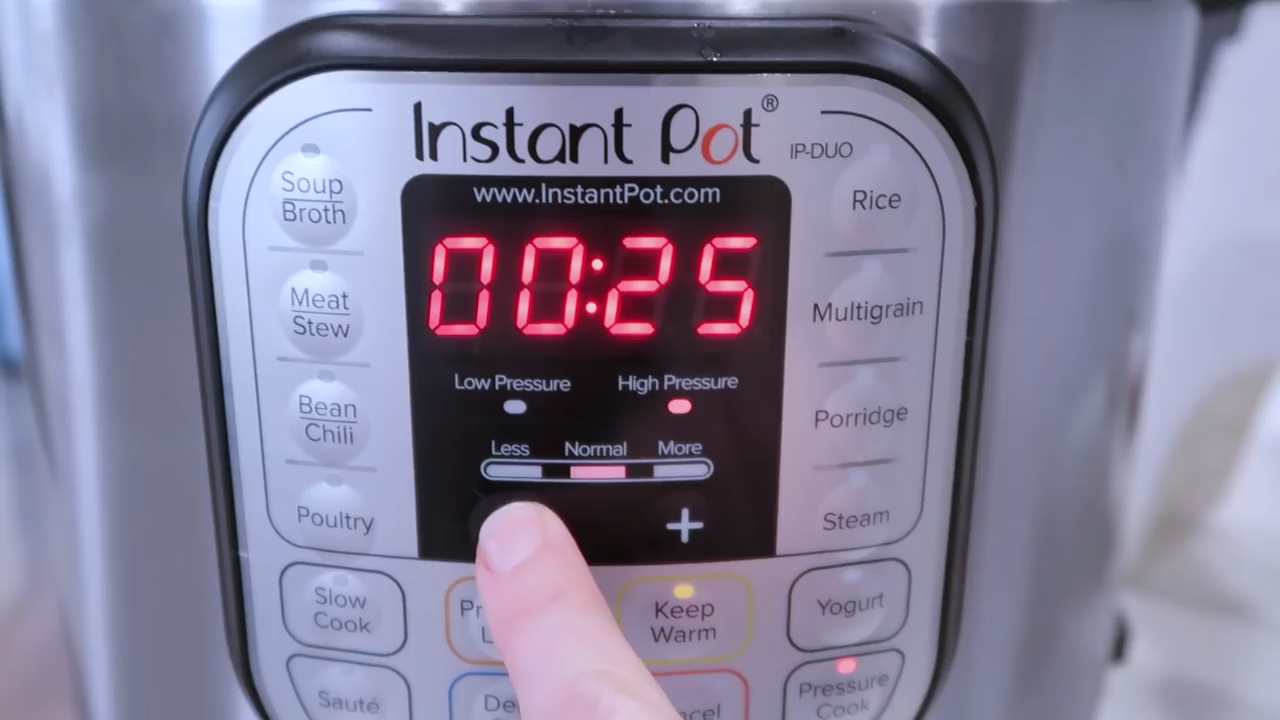 Instant Pot®
IP-DUO
www.InstantPot.com
00:25
Low Pressure
High Pressure
Less
Normal
More
+
Soup
Broth
Meat
Stew
Bean
Chili
Poultry
Rice
Multigrain
Porridge
Steam
Slow
Cook
Keep
Warm
Yogurt
Sauté
Pressure
Cook